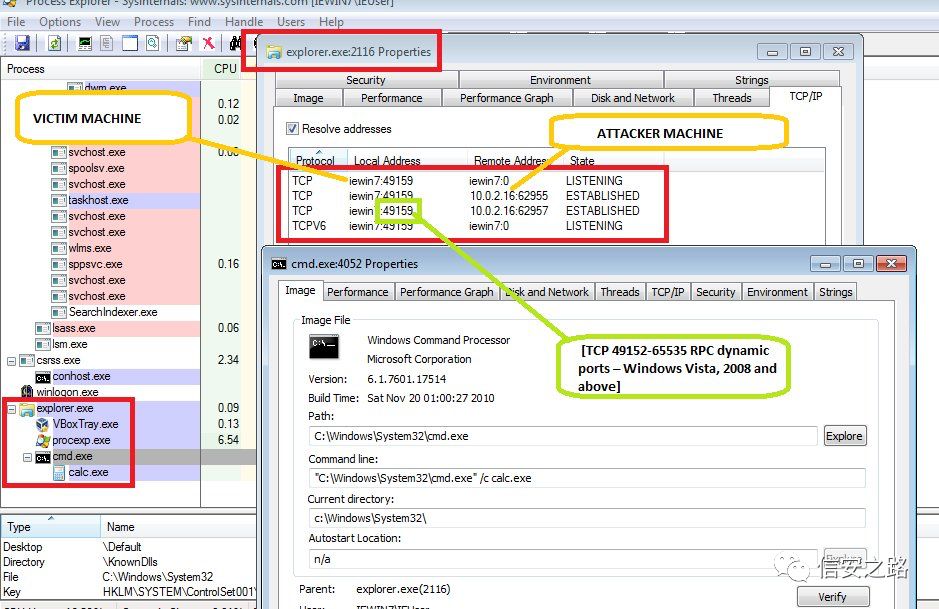 Process Explorer - Sysinternals: www.sysinternals.com [IEWIN7\IEUser]
File Options View Process Find Handle Users Help
Process CPU
dwm.exe
0.12
0.02
VICTIM MACHINE
svchost.exe
spoolsv.exe
svchost.exe
taskhost.exe
svchost.exe
svchost.exe
wlms.exe
sppsvc.exe 0.16
svchost.exe
svchost.exe
SearchIndexer.exe
lsass.exe 0.06
lsm.exe
csrss.exe 2.34
conhost.exe
winlogon.exe
explorer.exe 0.09
VBoxTray.exe 0.13
procexp.exe 6.54
cmd.exe
calc.exe
Type Name
Desktop \Default
Directory \KnownDlls
File C:\Windows\System32
Key HKLM\SYSTEM\ControlSet001\
explorer.exe:2116 Properties
Security Environment Strings
Image Performance Performance Graph Disk and Network Threads TCP/IP
Resolve addresses
ATTACKER MACHINE
Protocol Local Address Remote Address State
TCP iewin7:49159 iewin7:0 LISTENING
TCP iewin7:49159 10.0.2.16:62955 ESTABLISHED
TCP iewin7:49159 10.0.2.16:62957 ESTABLISHED
TCPV6 iewin7:49159 iewin7:0 LISTENING
cmd.exe:4052 Properties
Image Performance Performance Graph Disk and Network Threads TCP/IP Security Environment Strings
Image File
Windows Command Processor
Microsoft Corporation
Version: 6.1.7601.17514
Build Time: Sat Nov 20 01:00:27 2010
[TCP 49152-65535 RPC dynamic
ports – Windows Vista, 2008 and
above]
Path:
C:\Windows\System32\cmd.exe Explore
Command line:
"C:\Windows\System32\cmd.exe" /c calc.exe
Current directory:
c:\Windows\System32\
Autostart Location:
n/a
信安之路
Parent: explorer.exe(2116)
Verify